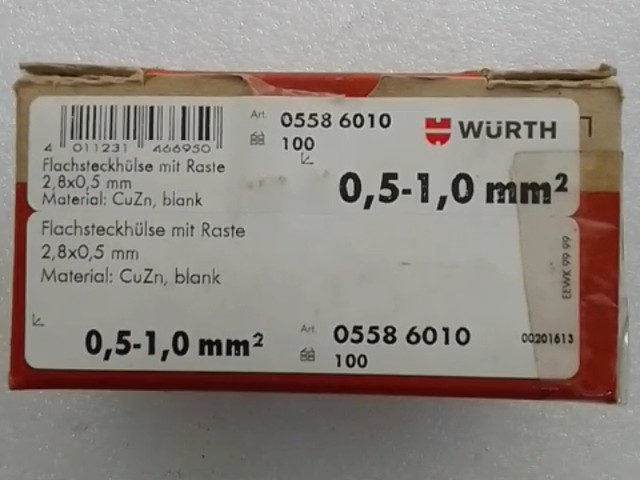 Art. 0558 6010
WÜRTH
4 011231 466950
100
Flachsteckhülse mit Raste
2,8x0,5 mm
Material: CuZn, blank
0,5-1,0 mm²
Flachsteckhülse mit Raste
2,8x0,5 mm
Material: CuZn, blank
EEWK 99 99
0,5-1,0 mm²
Art. 0558 6010
100
00201613